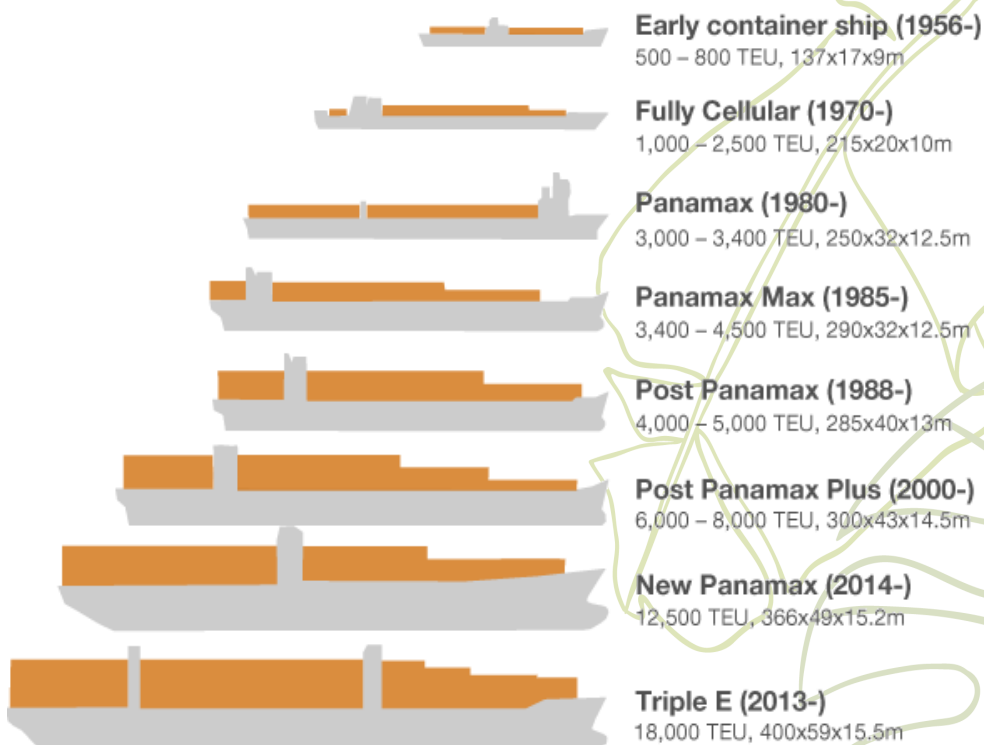 Early container ship (1956-)
500 – 800 TEU, 137x17x9m
Fully Cellular (1970-)
1,000 – 2,500 TEU, 215x20x10m
Panamax (1980-)
3,000 – 3,400 TEU, 250x32x12.5m
Panamax Max (1985-)
3,400 – 4,500 TEU, 290x32x12.5m
Post Panamax (1988-)
4,000 – 5,000 TEU, 285x40x13m
Post Panamax Plus (2000-)
6,000 – 8,000 TEU, 300x43x14.5m
New Panamax (2014-)
12,500 TEU, 366x49x15.2m
Triple E (2013-)
18,000 TEU, 400x59x15.5m